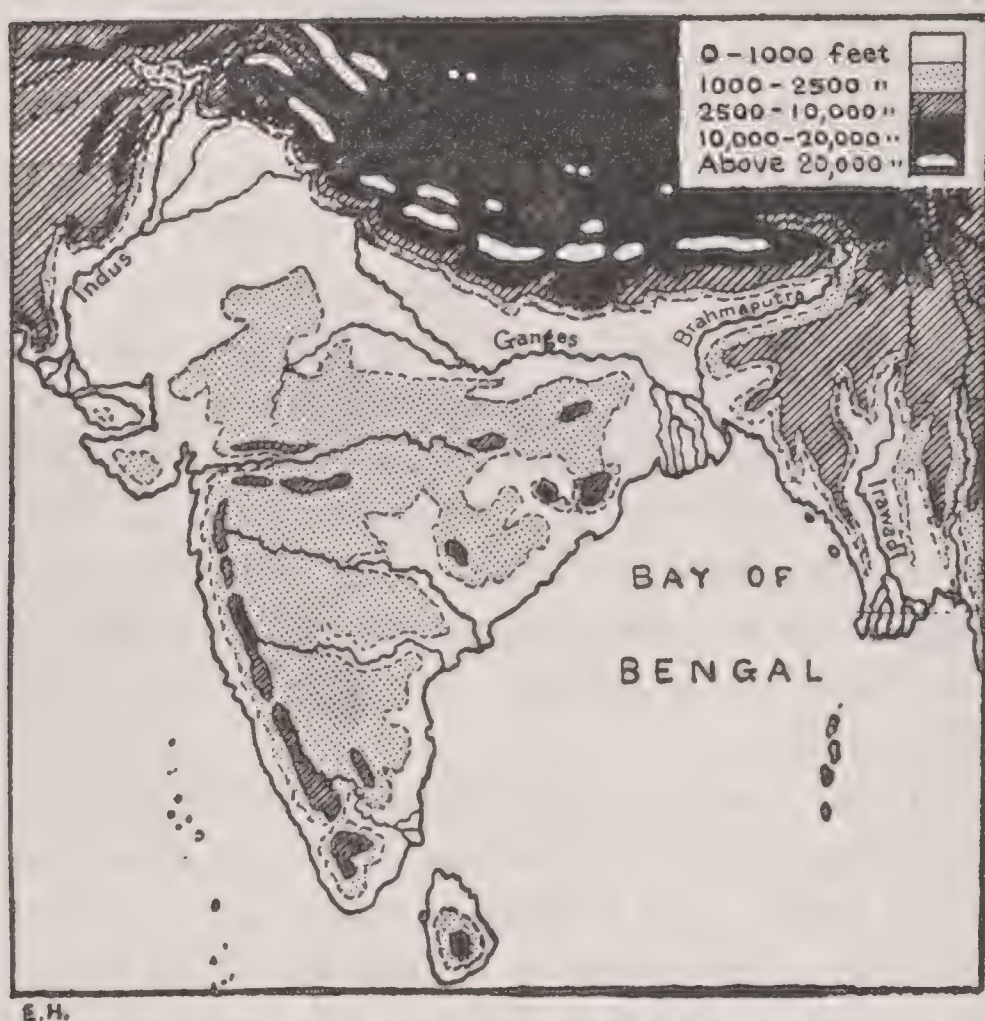 0-1000 feet
1000-2500 "
2500-10,000 "
10,000-20,000 "
Above 20,000 "
Indus
Ganges
Brahmaputra
Irawadi
BAY OF
BENGAL
E.H.